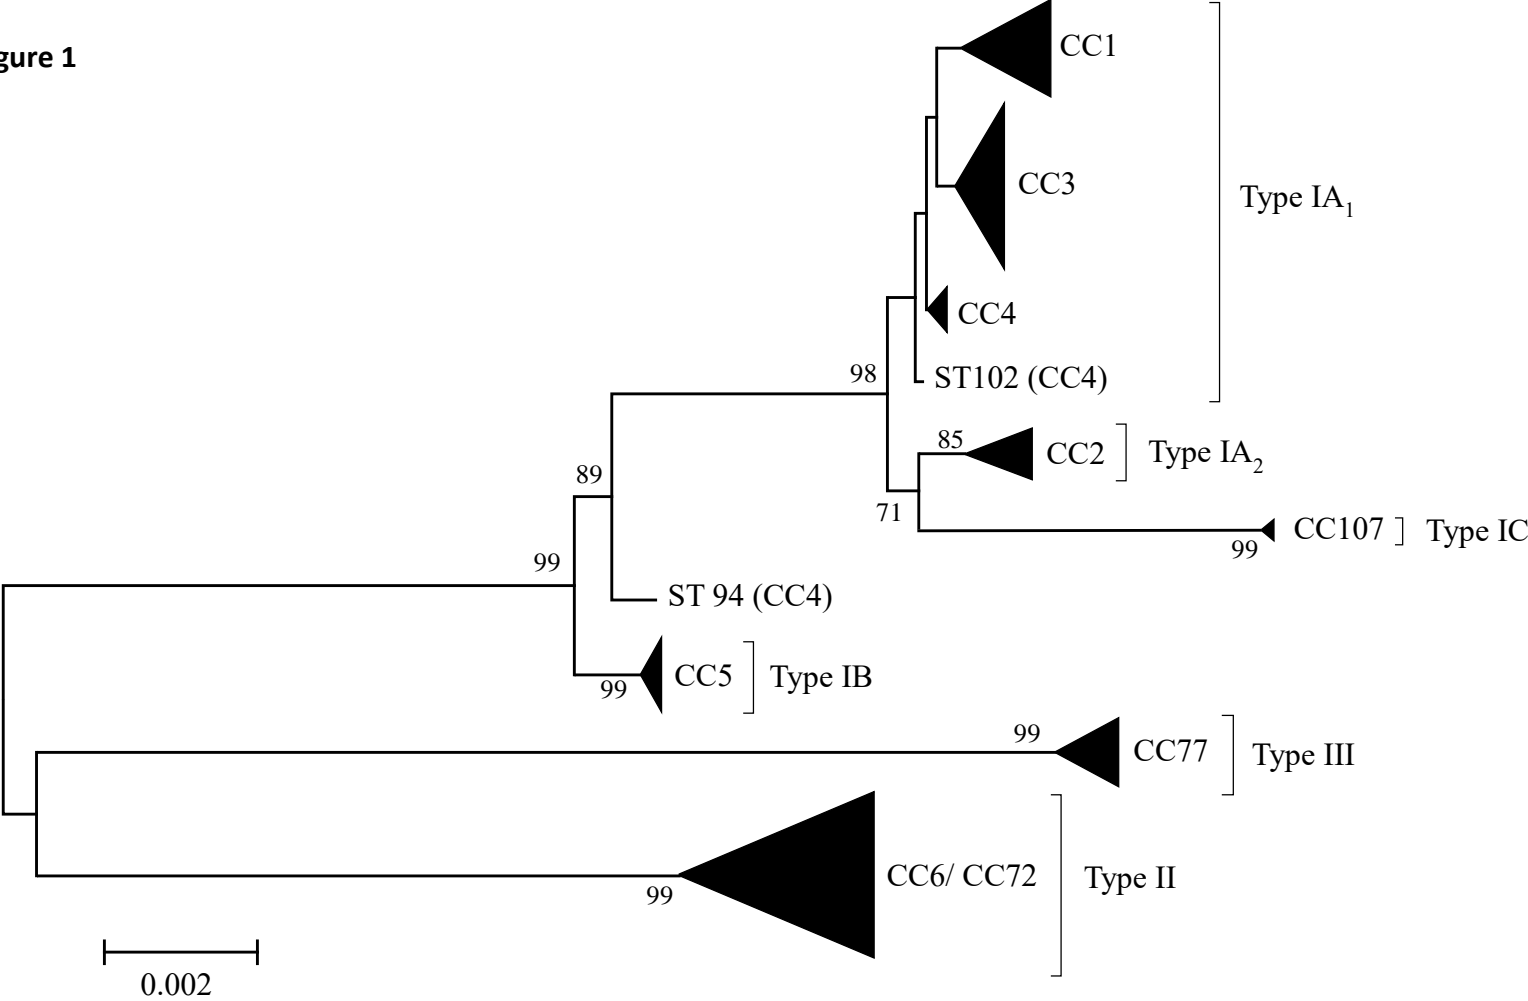 gure 1
CC1
CC3
Type IA1
CC4
98
ST102 (CC4)
85
CC2
Type IA2
89
71
CC107
Type IC
99
99
ST 94 (CC4)
CC5
Type IB
99
99
CC77
Type III
CC6/ CC72
Type II
99
0.002